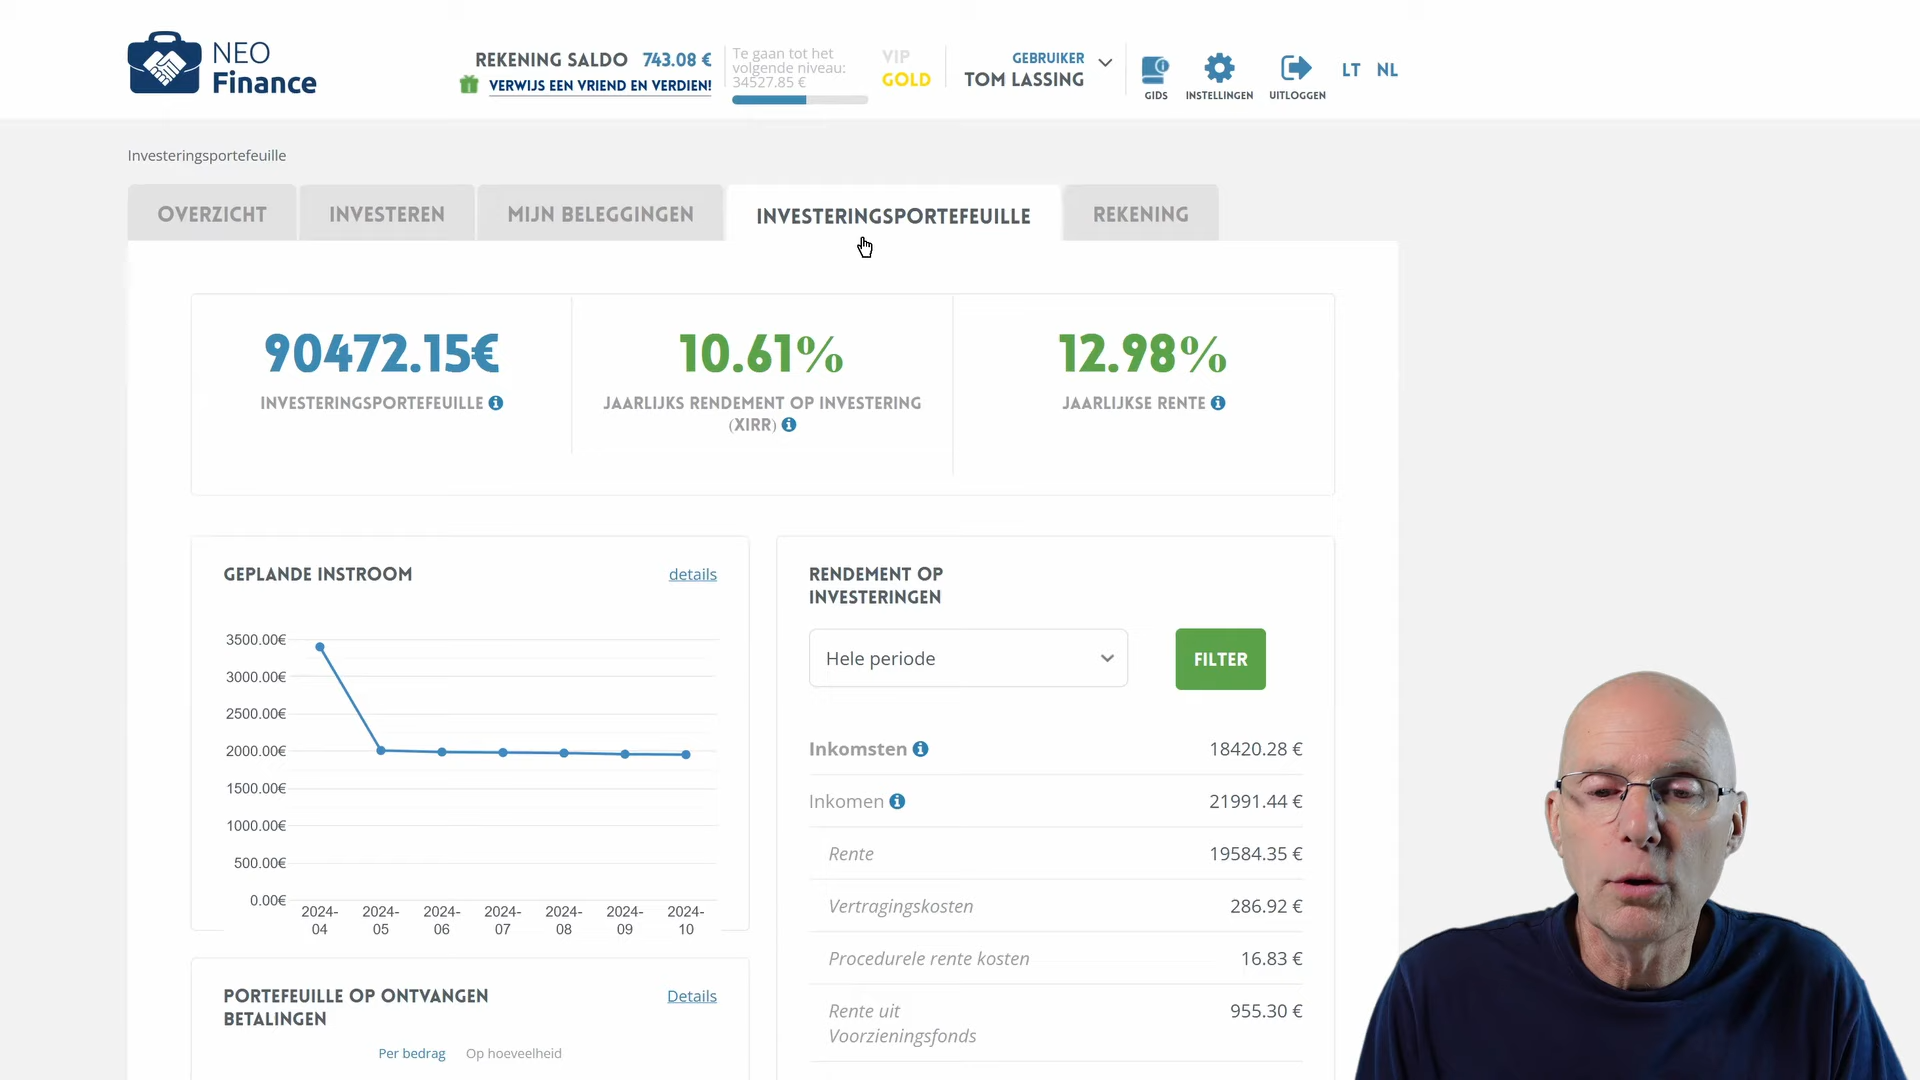 NEO
Finance
REKENING SALDO 743.08 €
VERWIJS EEN VRIEND EN VERDIEN!
Te gaan tot het
volgende niveau:
34527.85 €
VIP
GOLD
GEBRUIKER
TOM LASSING
GIDS
INSTELLINGEN
UITLOGGEN
LT NL
Investeringsportefeuille
OVERZICHT
INVESTEREN
MIJN BELEGGINGEN
INVESTERINGSPORTEFEUILLE
REKENING
90472.15€
INVESTERINGSPORTEFEUILLE
10.61%
JAARLIJKS RENDEMENT OP INVESTERING
(XIRR)
12.98%
JAARLIJKSE RENTE
GEPLANDE INSTROOM
details
3500.00€
3000.00€
2500.00€
2000.00€
1500.00€
1000.00€
500.00€
0.00€
2024-
04
2024-
05
2024-
06
2024-
07
2024-
08
2024-
09
2024-
10
PORTEFEUILLE OP ONTVANGEN
BETALINGEN
Details
Per bedrag
Op hoeveelheid
RENDEMENT OP
INVESTERINGEN
Hele periode
FILTER
Inkomsten 18420.28 €
Inkomen 21991.44 €
Rente 19584.35 €
Vertragingskosten 286.92 €
Procedurele rente kosten 16.83 €
Rente uit 955.30 €
Voorzieningsfonds